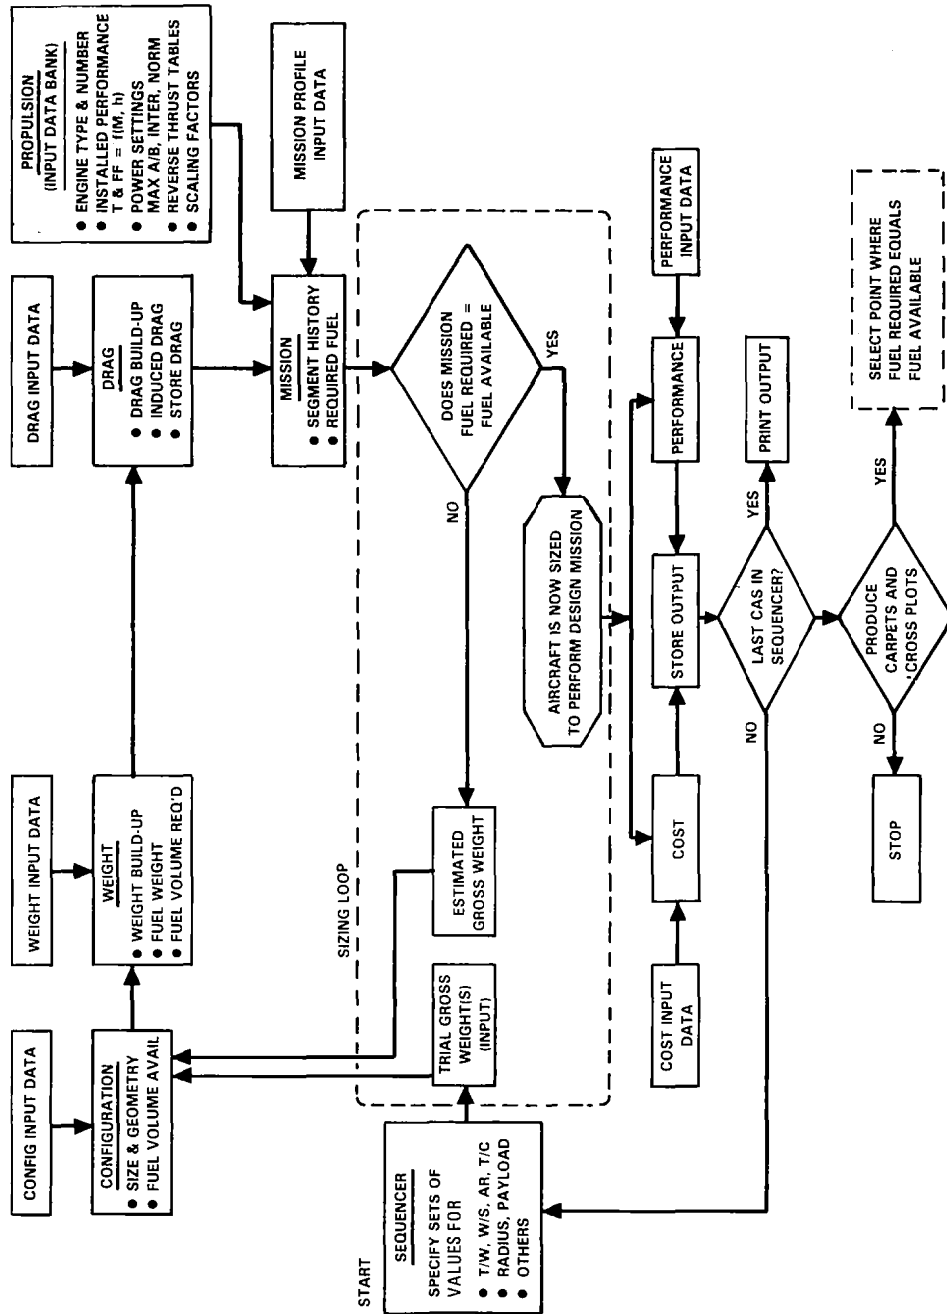 CONFIG INPUT DATA
WEIGHT INPUT DATA
DRAG INPUT DATA
PROPULSION
(INPUT DATA BANK)
● ENGINE TYPE & NUMBER
● INSTALLED PERFORMANCE
T & FF = f(M, h)
● POWER SETTINGS
MAX A/B, INTER, NORM
● REVERSE THRUST TABLES
● SCALING FACTORS
CONFIGURATION
● SIZE & GEOMETRY
● FUEL VOLUME AVAIL
WEIGHT
● WEIGHT BUILD-UP
● FUEL WEIGHT
● FUEL VOLUME REQ'D
DRAG
● DRAG BUILD-UP
● INDUCED DRAG
● STORE DRAG
MISSION
● SEGMENT HISTORY
● REQUIRED FUEL
MISSION PROFILE
INPUT DATA
SIZING LOOP
START
SEQUENCER
SPECIFY SETS OF
VALUES FOR
● T/W, W/S, AR, T/C
● RADIUS, PAYLOAD
● OTHERS
TRIAL GROSS
WEIGHT(S)
(INPUT)
ESTIMATED
GROSS WEIGHT
NO
DOES MISSION
FUEL REQUIRED =
FUEL AVAILABLE
YES
AIRCRAFT IS NOW SIZED
TO PERFORM DESIGN MISSION
COST INPUT
DATA
COST
STORE OUTPUT
PERFORMANCE
PERFORMANCE
INPUT DATA
NO
LAST CAS IN
SEQUENCER?
YES
PRINT OUTPUT
STOP
NO
PRODUCE
CARPETS AND
CROSS PLOTS
YES
SELECT POINT WHERE
FUEL REQUIRED EQUALS
FUEL AVAILABLE